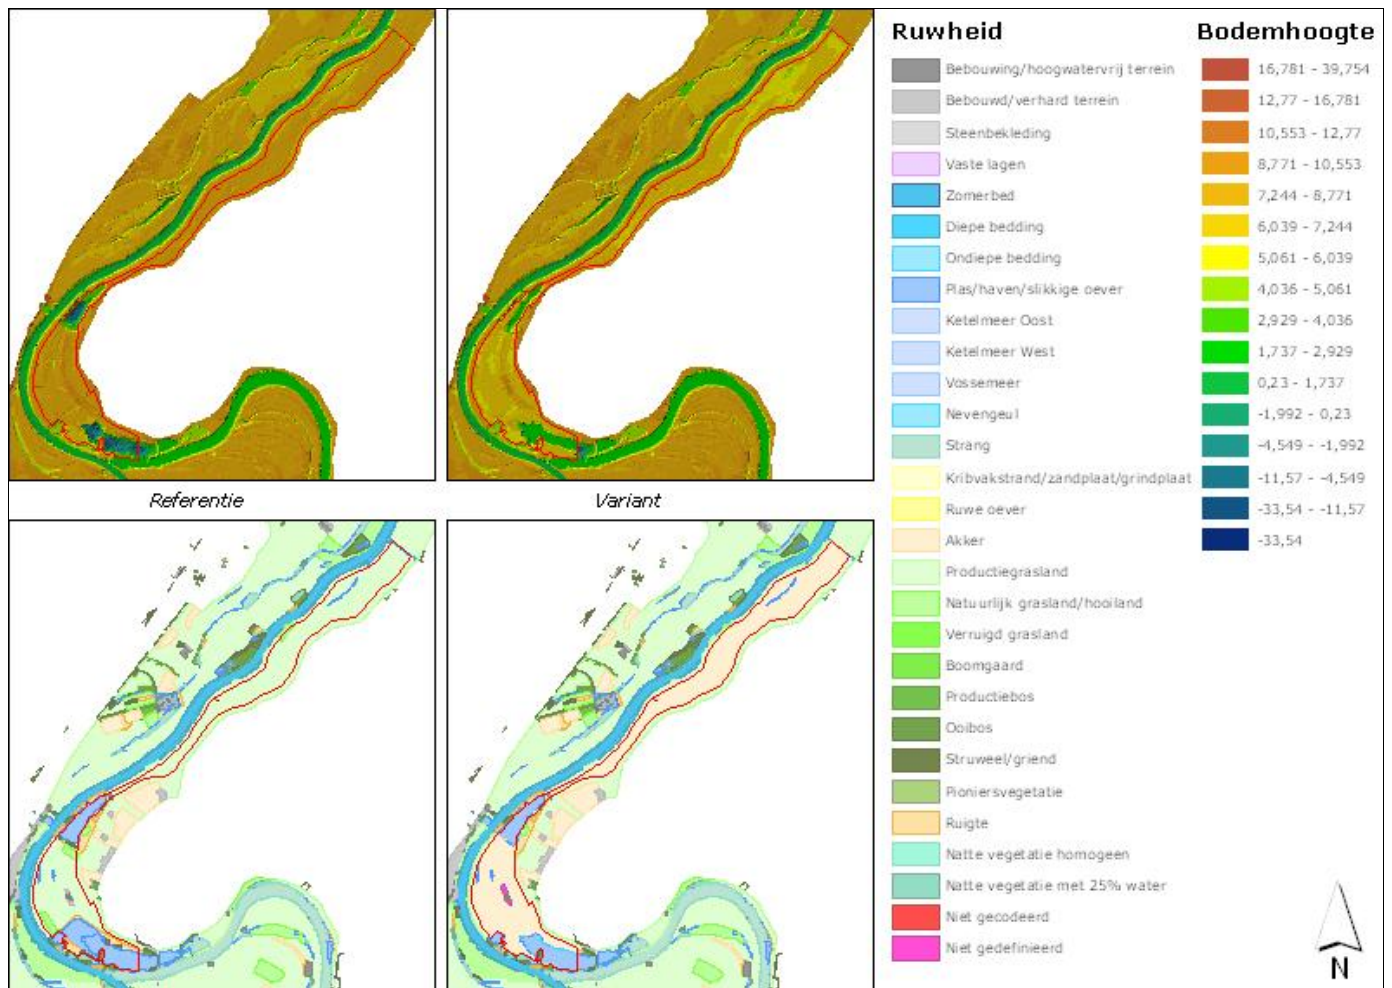 Ruwheid
Bebouwing/hoogwatervrij terrein
Bebouwd/verhard terrein
Steenbekleding
Vaste lagen
Zomerbed
Diepe bedding
Ondiepe bedding
Plas/haven/slikkige oever
Ketelmeer Oost
Ketelmeer West
Vossemeer
Nevengeul
Strang
Kribvakstrand/zandplaat/grindplaat
Ruwe oever
Akker
Productiegrasland
Natuurlijk grasland/hooiland
Verruigd grasland
Boomgaard
Productiebos
Ooibos
Struweel/griend
Pioniersvegetatie
Ruigte
Natte vegetatie homogeen
Natte vegetatie met 25% water
Niet gecodeerd
Niet gedefinieerd
Bodemhoogte
16,781 - 39,754
12,77 - 16,781
10,553 - 12,77
8,771 - 10,553
7,244 - 8,771
6,039 - 7,244
5,061 - 6,039
4,036 - 5,061
2,929 - 4,036
1,737 - 2,929
0,23 - 1,737
-1,992 - 0,23
-4,549 - -1,992
-11,57 - -4,549
-33,54 - -11,57
-33,54
Referentie
Variant
N